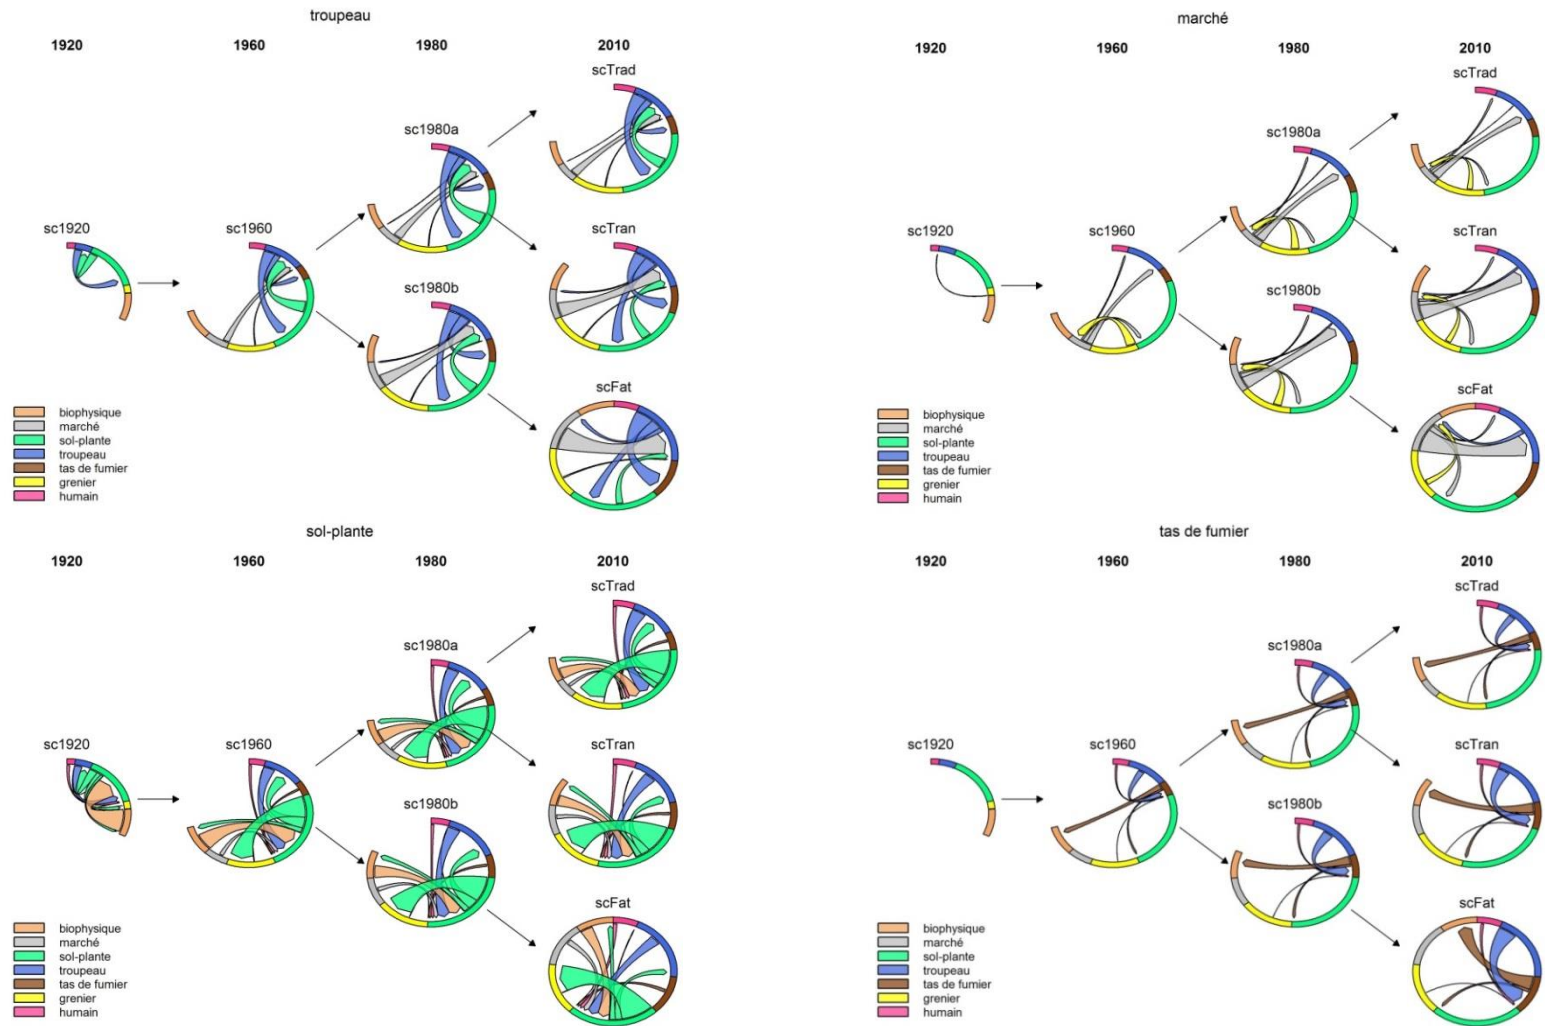 troupeau
1920 1960 1980 2010
scTrad
sc1980a
sc1920 sc1960 scTran
sc1980b
scFat
biophysique
marché
sol-plante
troupeau
tas de fumier
grenier
humain
marché
1920 1960 1980 2010
scTrad
sc1980a
sc1920 sc1960 scTran
sc1980b
scFat
biophysique
marché
sol-plante
troupeau
tas de fumier
grenier
humain
sol-plante
1920 1960 1980 2010
scTrad
sc1980a
sc1920 sc1960 scTran
sc1980b
scFat
biophysique
marché
sol-plante
troupeau
tas de fumier
grenier
humain
tas de fumier
1920 1960 1980 2010
scTrad
sc1980a
sc1920 sc1960 scTran
sc1980b
scFat
biophysique
marché
sol-plante
troupeau
tas de fumier
grenier
humain